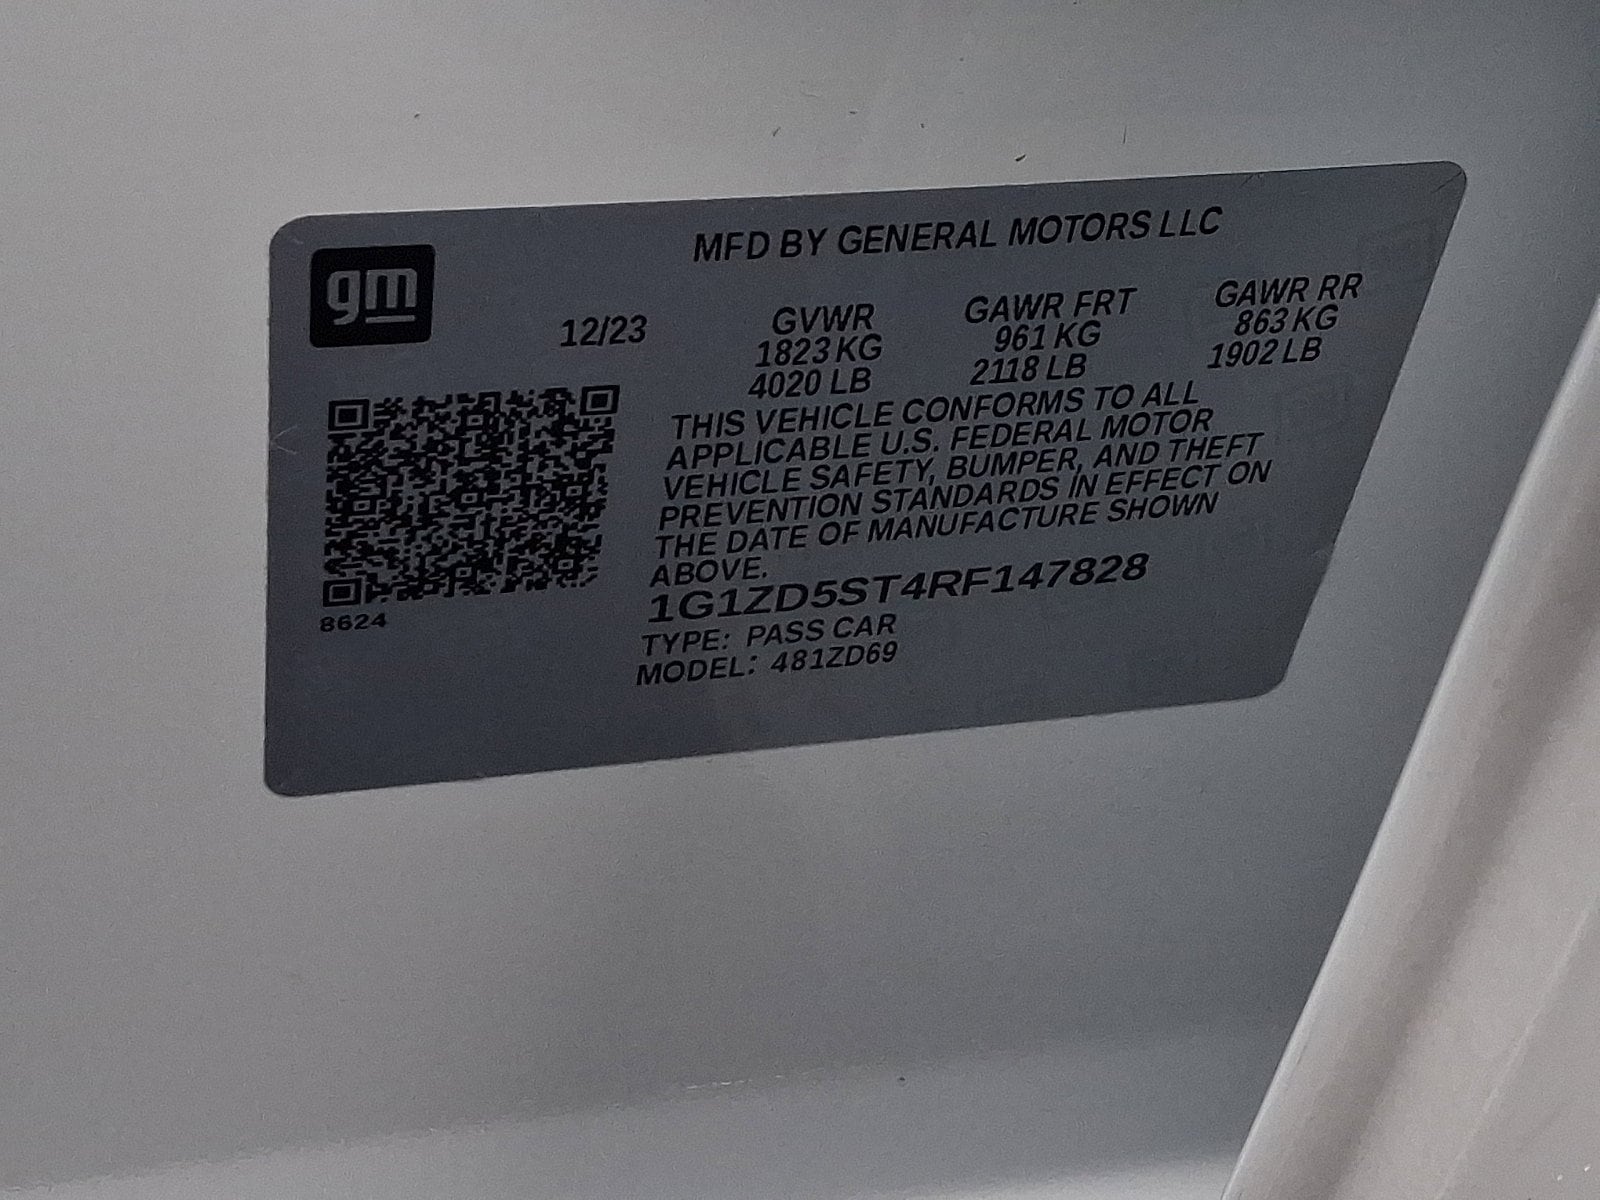 MFD BY GENERAL MOTORS LLC
gm
12/23
GVWR
1823 KG
4020 LB
GAWR FRT
961 KG
2118 LB
GAWR RR
863 KG
1902 LB
THIS VEHICLE CONFORMS TO ALL
APPLICABLE U.S. FEDERAL MOTOR
VEHICLE SAFETY, BUMPER, AND THEFT
PREVENTION STANDARDS IN EFFECT ON
THE DATE OF MANUFACTURE SHOWN
ABOVE.
1G1ZD5ST4RF147828
TYPE: PASS CAR
MODEL: 481ZD69
8624